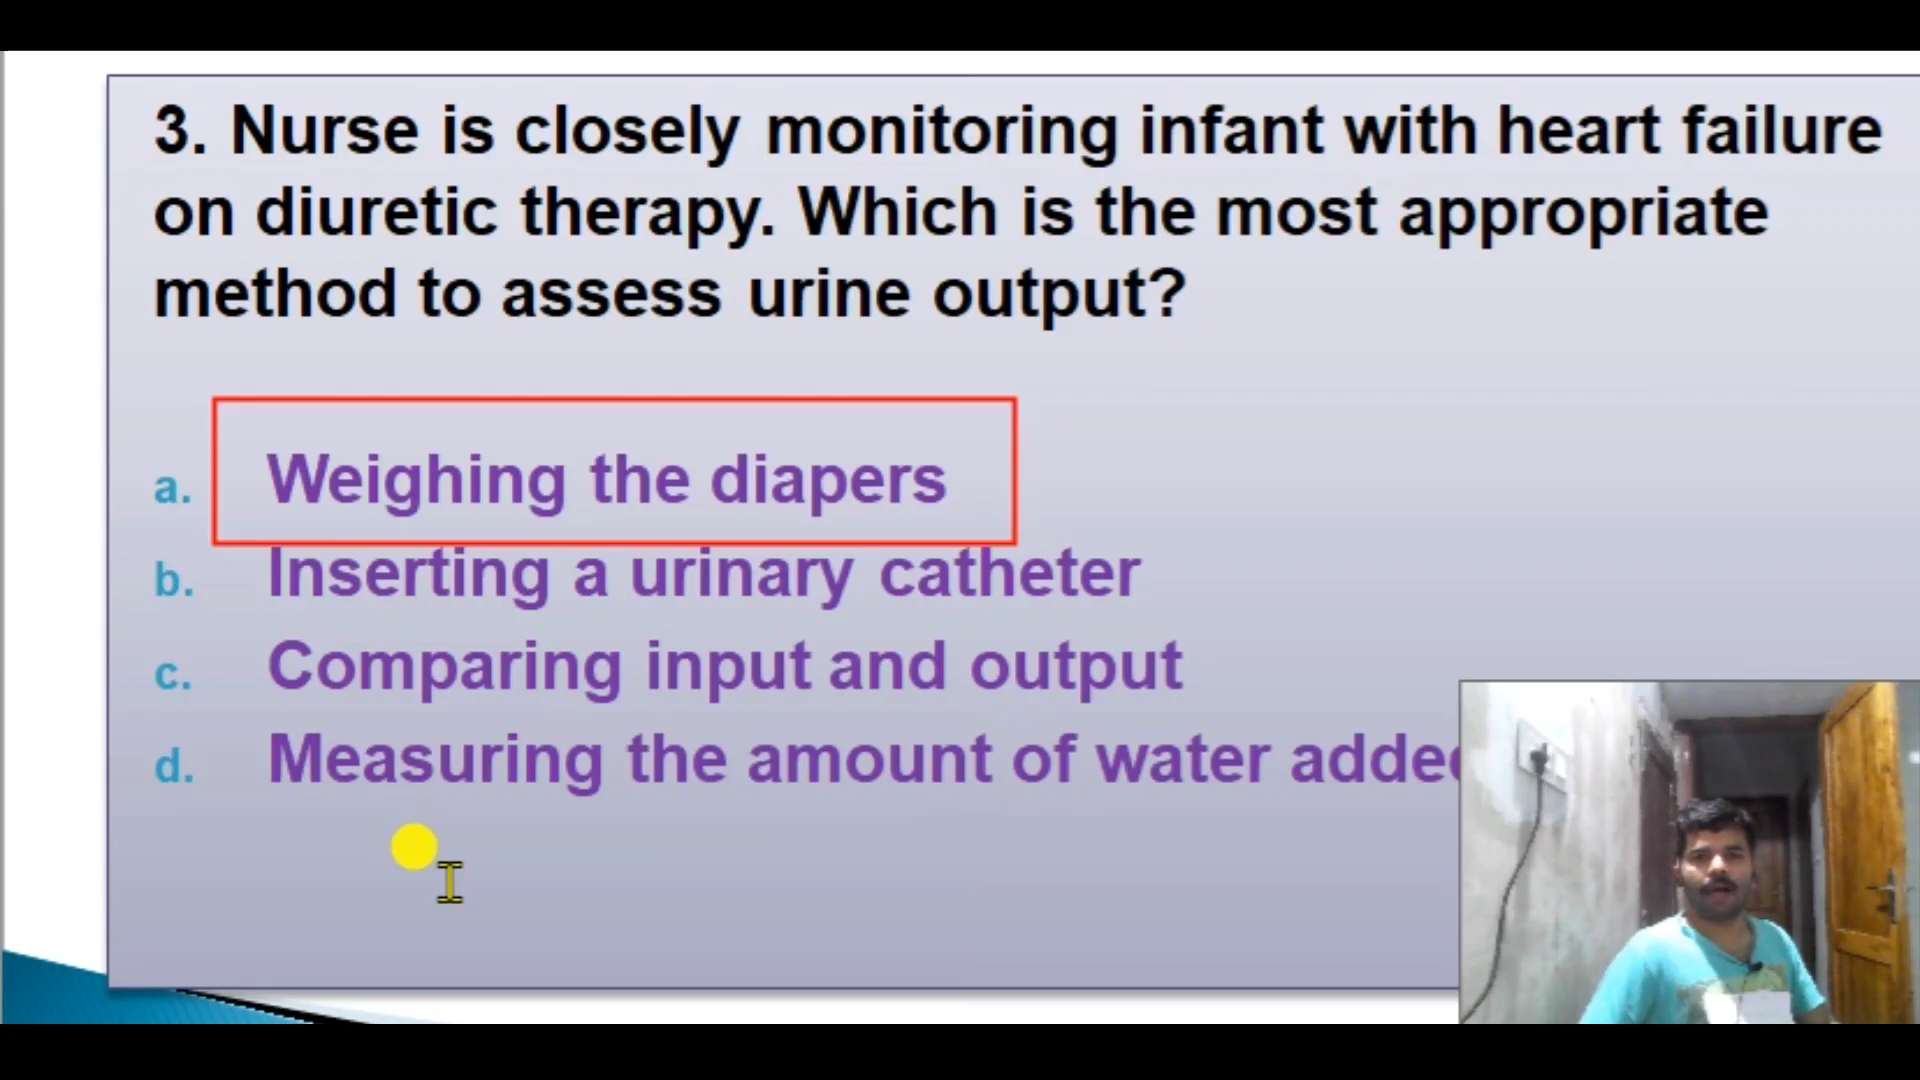 3. Nurse is closely monitoring infant with heart failure
on diuretic therapy. Which is the most appropriate
method to assess urine output?
a. Weighing the diapers
b. Inserting a urinary catheter
c. Comparing input and output
d. Measuring the amount of water